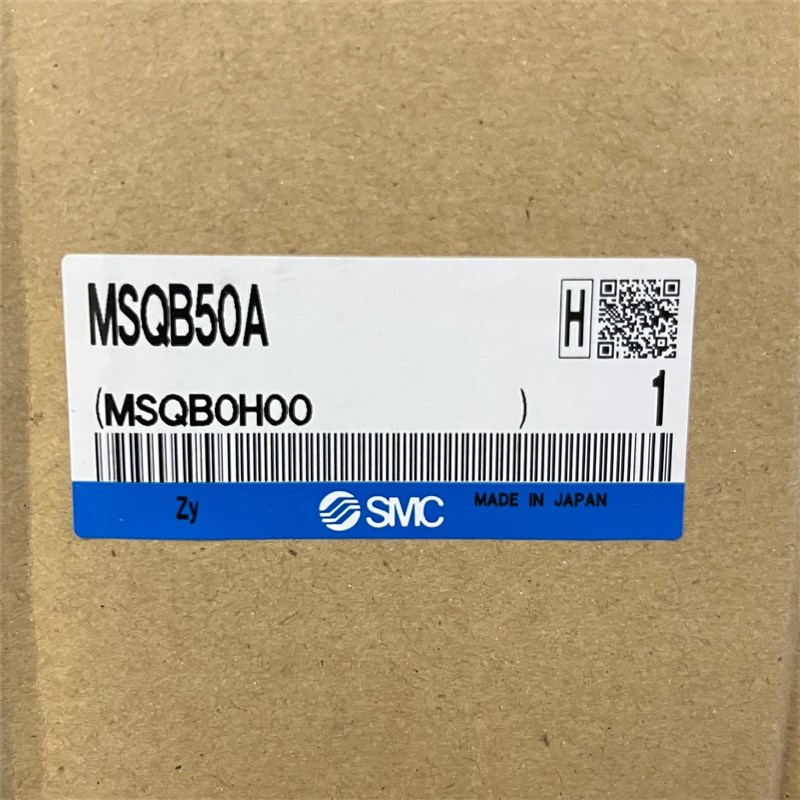 MSQB50A
H
(MSQB0H00 )
1
Zy
SMC
MADE IN JAPAN